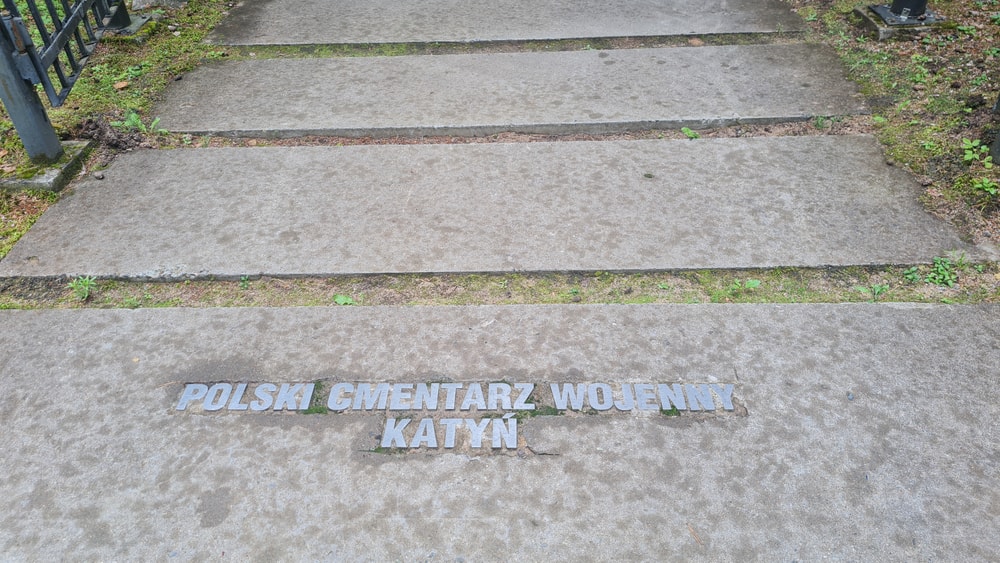 POLSKI CMENTARZ WOJENNY
KATYŃ